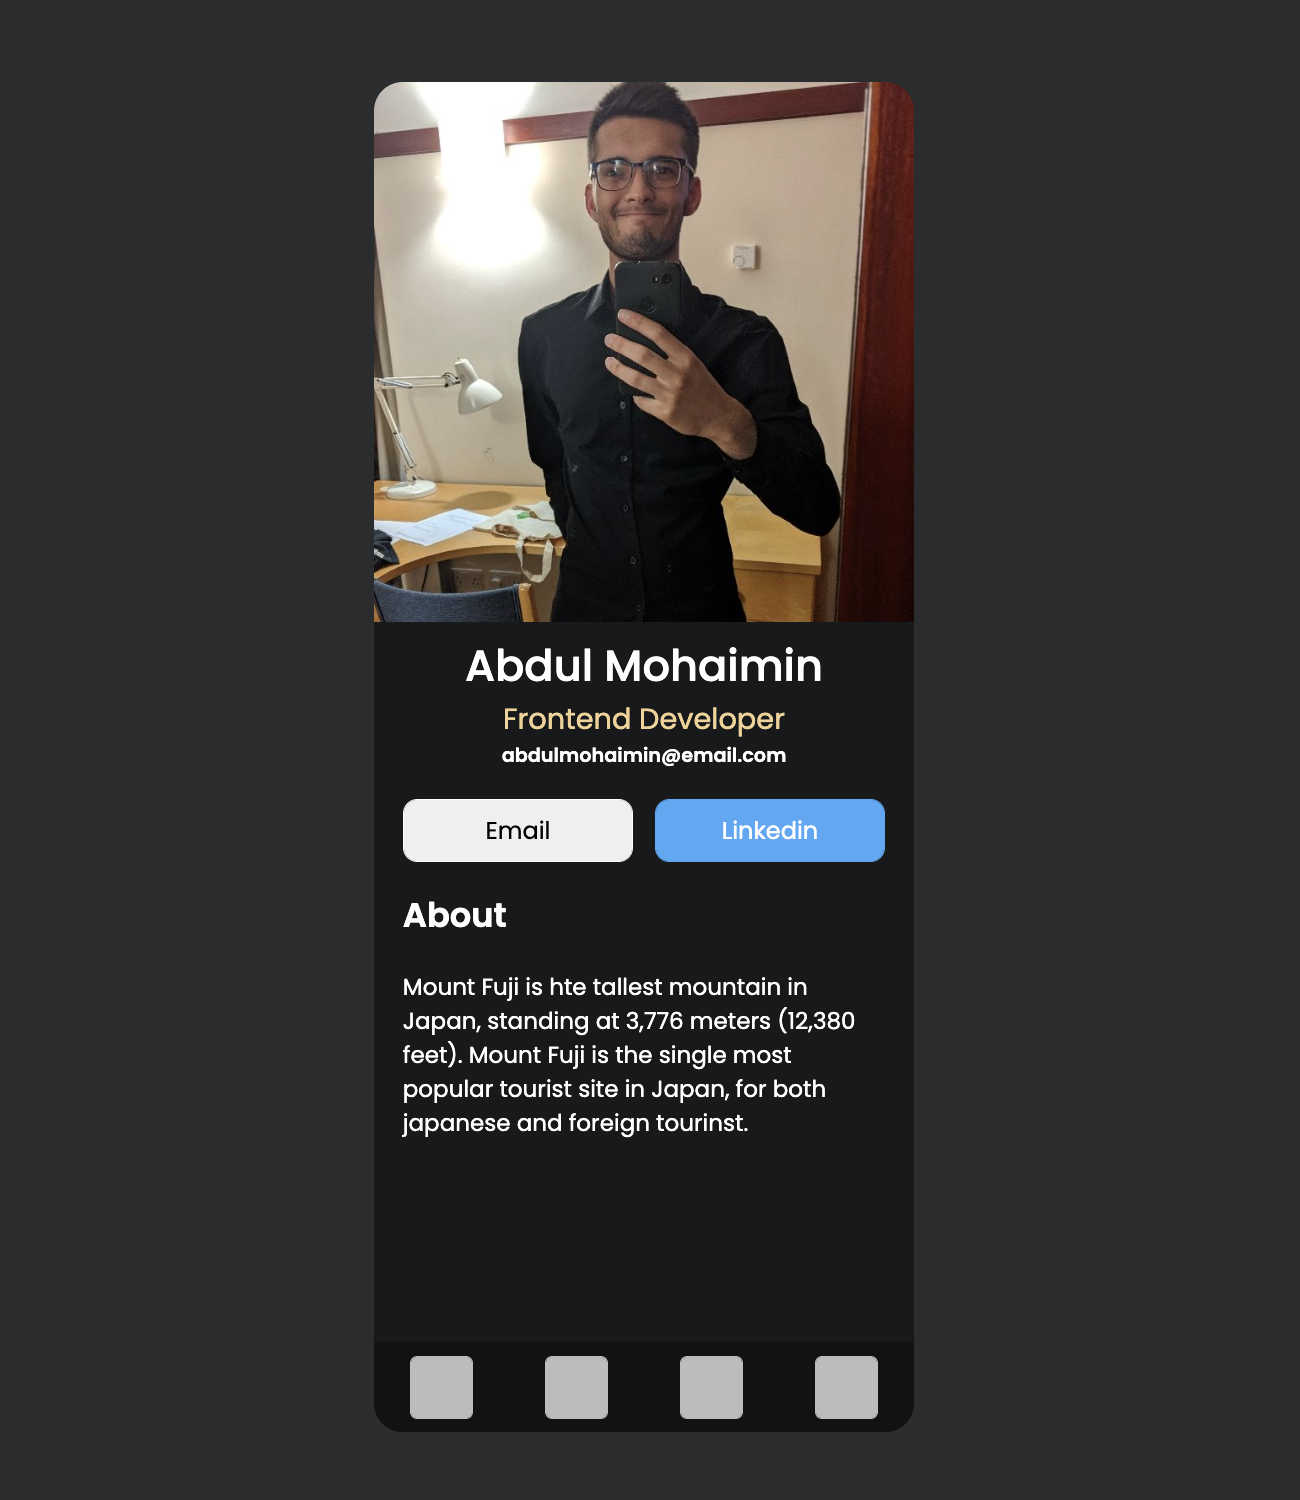 Abdul Mohaimin
Frontend Developer
abdulmohaimin@email.com
Email
Linkedin
About
Mount Fuji is hte tallest mountain in
Japan, standing at 3,776 meters (12,380
feet). Mount Fuji is the single most
popular tourist site in Japan, for both
japanese and foreign tourinst.